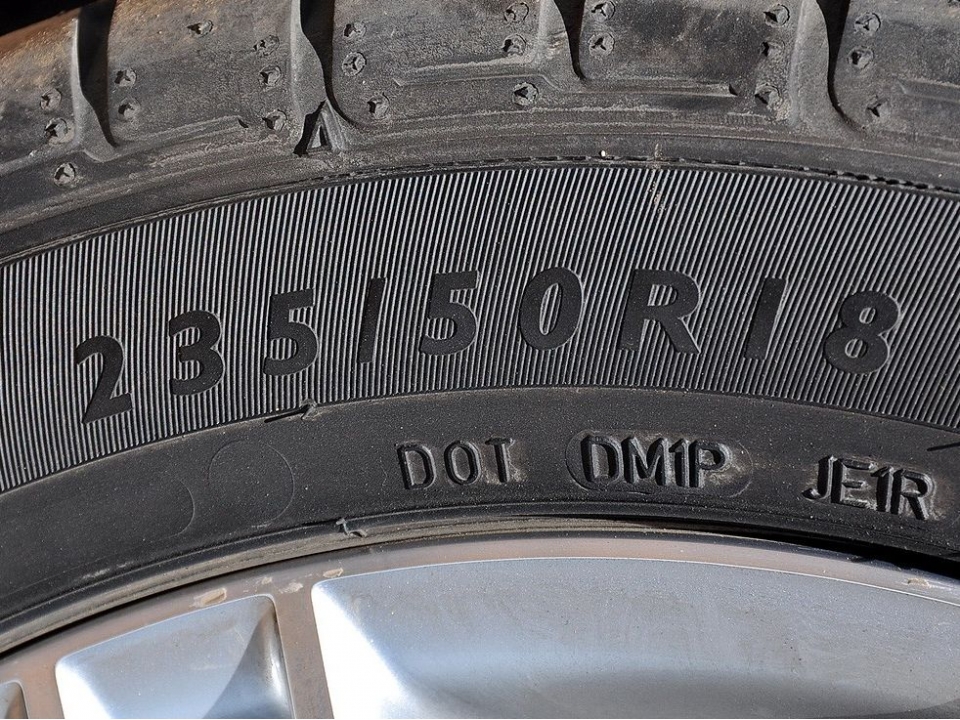 235/50R18
DOT DM1P JE1R